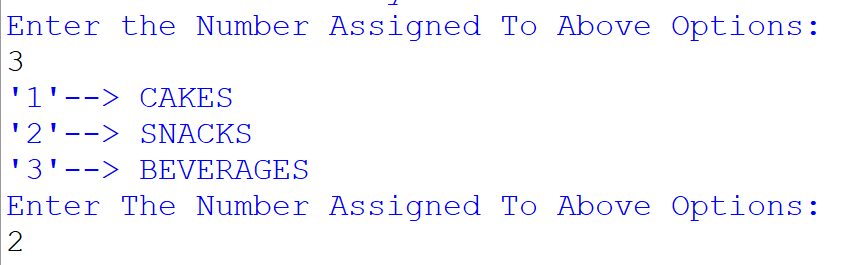 Enter the Number Assigned To Above Options:
3
'1'--> CAKES
'2'--> SNACKS
'3'--> BEVERAGES
Enter The Number Assigned To Above Options:
2